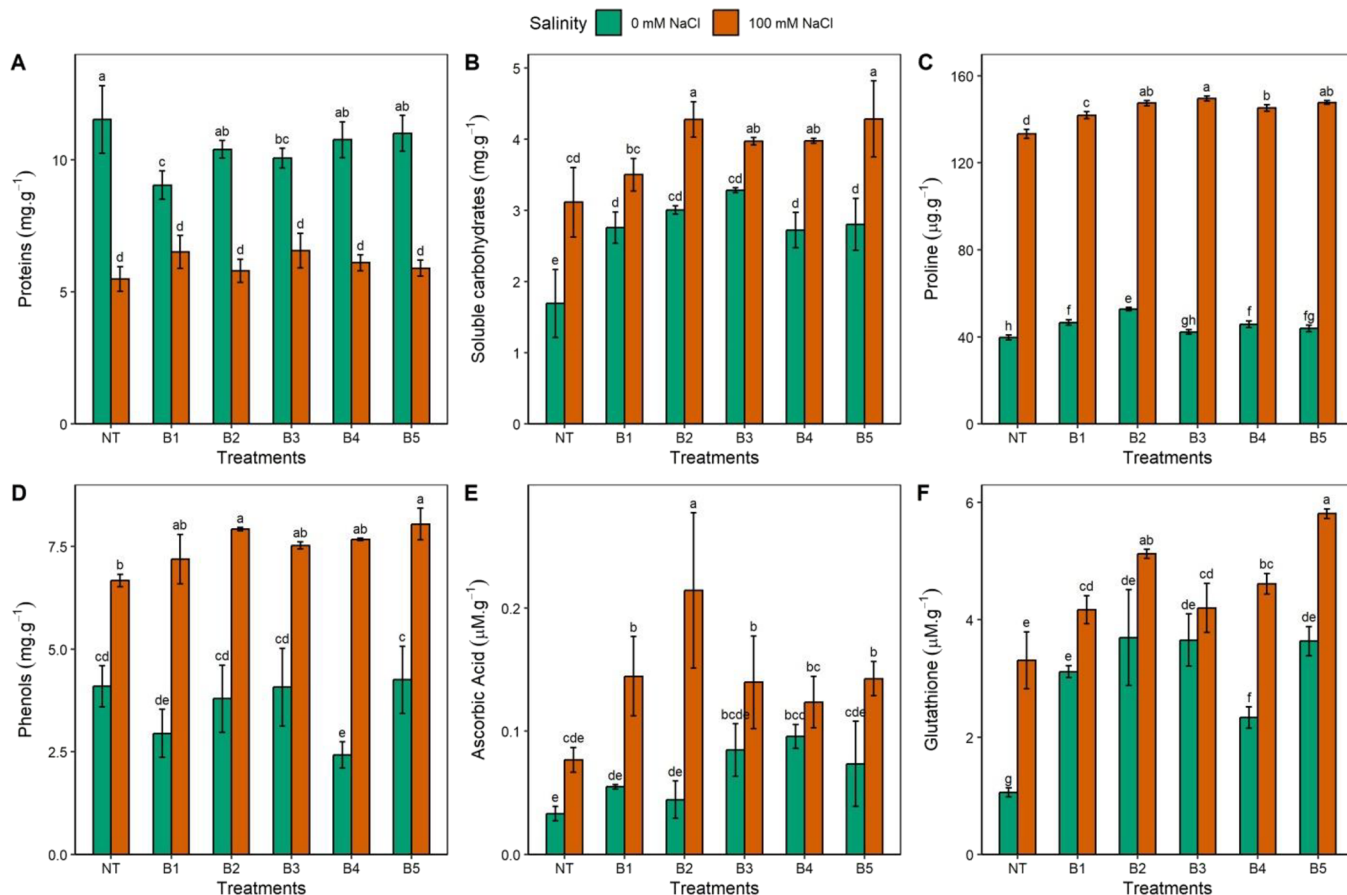 Salinity 0 mM NaCl 100 mM NaCl
A
Proteins (mg.g⁻¹)
10
5
0
a
c
ab
bc
ab
ab
d
d
d
d
d
d
NT B1 B2 B3 B4 B5
Treatments
B
Soluble carbohydrates (mg.g⁻¹)
5
4
3
2
1
0
e
cd
d
bc
cd
a
cd
ab
d
ab
d
a
NT B1 B2 B3 B4 B5
Treatments
C
Proline (µg.g⁻¹)
160
120
80
40
0
h
d
f
c
e
ab
gh
a
f
b
fg
ab
NT B1 B2 B3 B4 B5
Treatments
D
Phenols (mg.g⁻¹)
7.5
5.0
2.5
0.0
cd
b
de
ab
cd
a
cd
ab
e
ab
c
a
NT B1 B2 B3 B4 B5
Treatments
E
Ascorbic Acid (µM.g⁻¹)
0.2
0.1
0.0
e
cde
de
b
de
a
bcde
b
bcd
bc
cde
b
NT B1 B2 B3 B4 B5
Treatments
F
Glutathione (µM.g⁻¹)
6
4
2
0
g
e
e
cd
de
ab
de
cd
f
bc
de
a
NT B1 B2 B3 B4 B5
Treatments